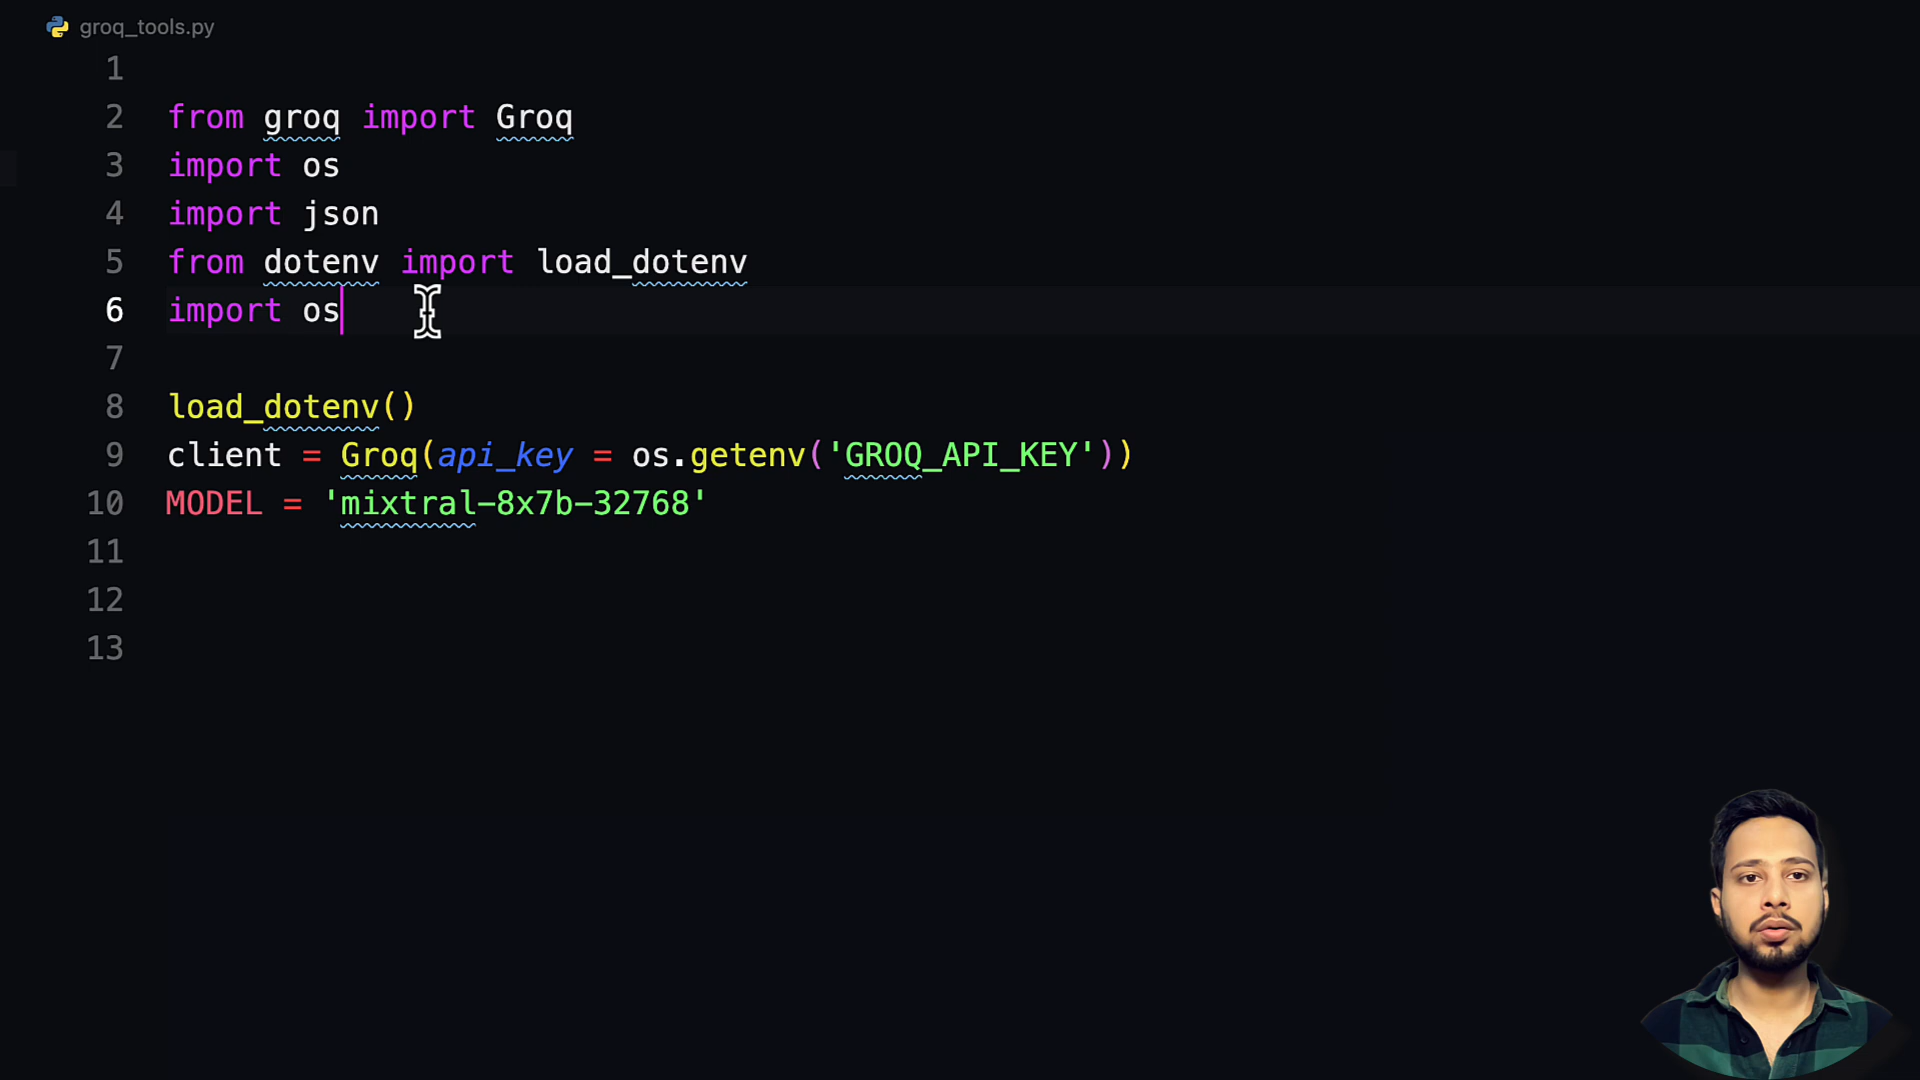 groq_tools.py
1
2 from groq import Groq
3 import os
4 import json
5 from dotenv import load_dotenv
6 import os
7
8 load_dotenv()
9 client = Groq(api_key = os.getenv('GROQ_API_KEY'))
10 MODEL = 'mixtral-8x7b-32768'
11
12
13